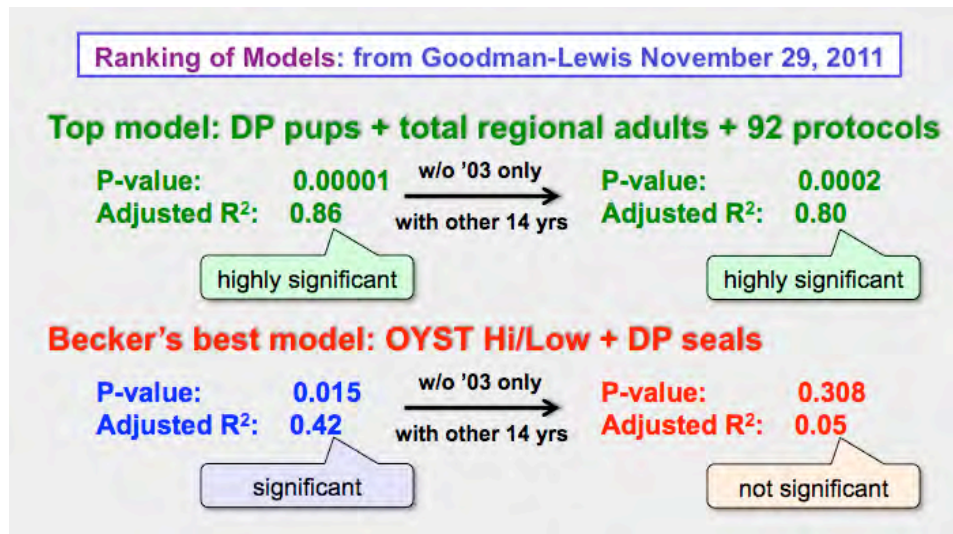 Ranking of Models: from Goodman-Lewis November 29, 2011
Top model: DP pups + total regional adults + 92 protocols
P-value: 0.00001 w/o '03 only P-value: 0.0002
Adjusted R²: 0.86 with other 14 yrs Adjusted R²: 0.80
highly significant highly significant
Becker's best model: OYST Hi/Low + DP seals
P-value: 0.015 w/o '03 only P-value: 0.308
Adjusted R²: 0.42 with other 14 yrs Adjusted R²: 0.05
significant not significant